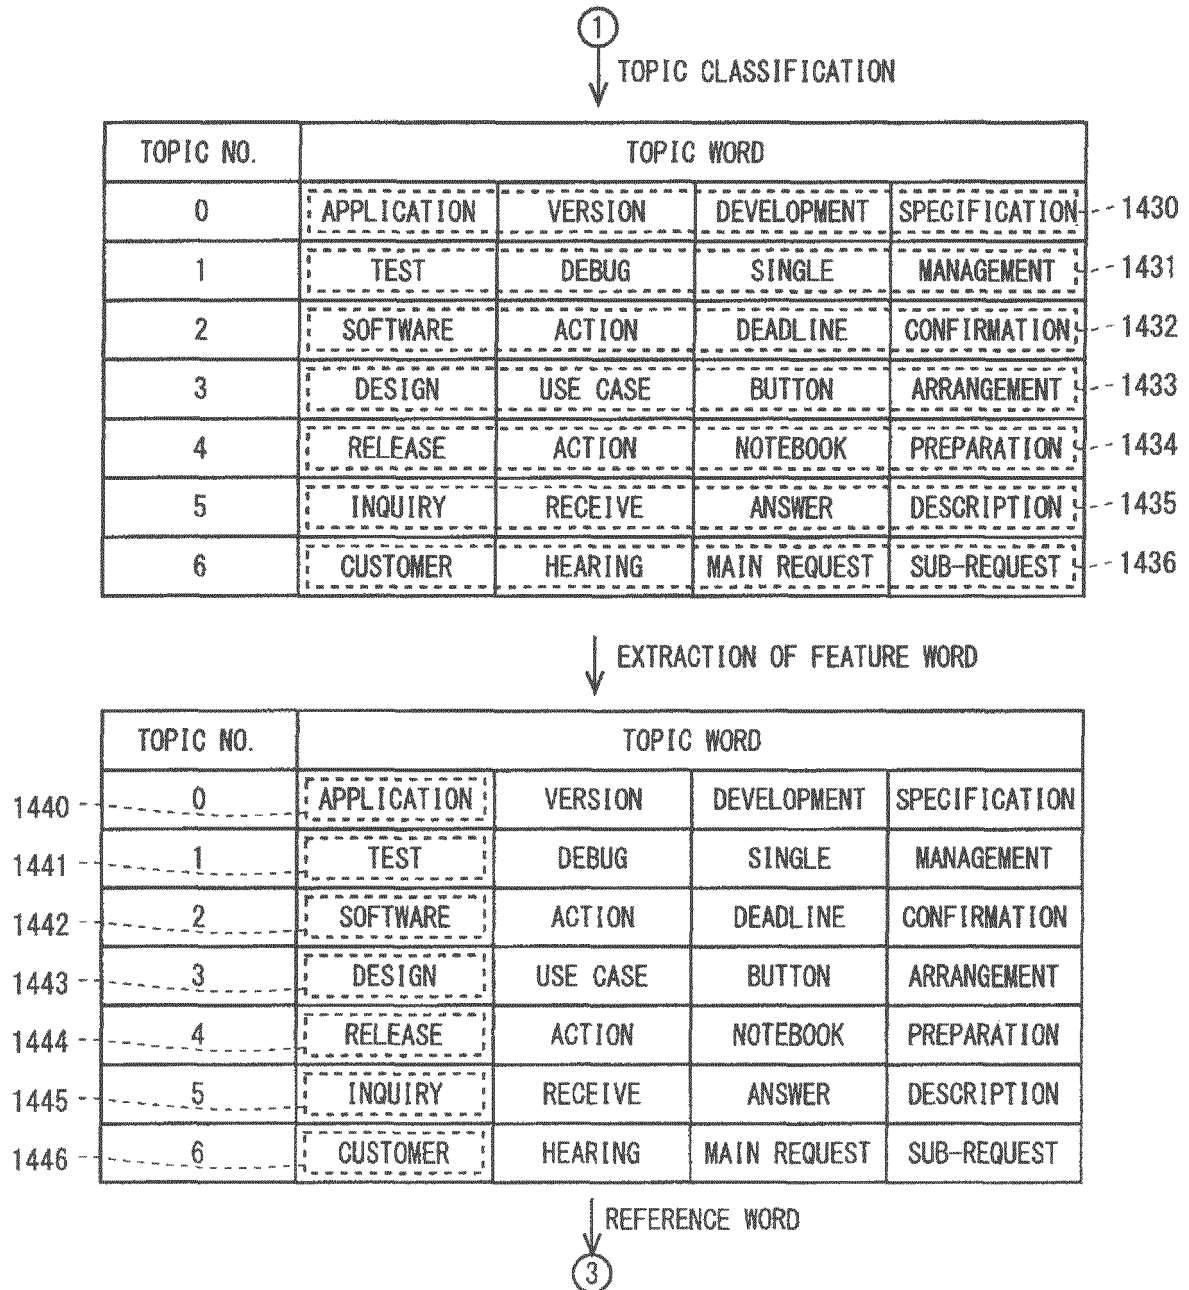 1
TOPIC CLASSIFICATION
TOPIC NO. TOPIC WORD
0 APPLICATION VERSION DEVELOPMENT SPECIFICATION 1430
1 TEST DEBUG SINGLE MANAGEMENT 1431
2 SOFTWARE ACTION DEADLINE CONFIRMATION 1432
3 DESIGN USE CASE BUTTON ARRANGEMENT 1433
4 RELEASE ACTION NOTEBOOK PREPARATION 1434
5 INQUIRY RECEIVE ANSWER DESCRIPTION 1435
6 CUSTOMER HEARING MAIN REQUEST SUB-REQUEST 1436
EXTRACTION OF FEATURE WORD
TOPIC NO. TOPIC WORD
1440 0 APPLICATION VERSION DEVELOPMENT SPECIFICATION
1441 1 TEST DEBUG SINGLE MANAGEMENT
1442 2 SOFTWARE ACTION DEADLINE CONFIRMATION
1443 3 DESIGN USE CASE BUTTON ARRANGEMENT
1444 4 RELEASE ACTION NOTEBOOK PREPARATION
1445 5 INQUIRY RECEIVE ANSWER DESCRIPTION
1446 6 CUSTOMER HEARING MAIN REQUEST SUB-REQUEST
REFERENCE WORD
3